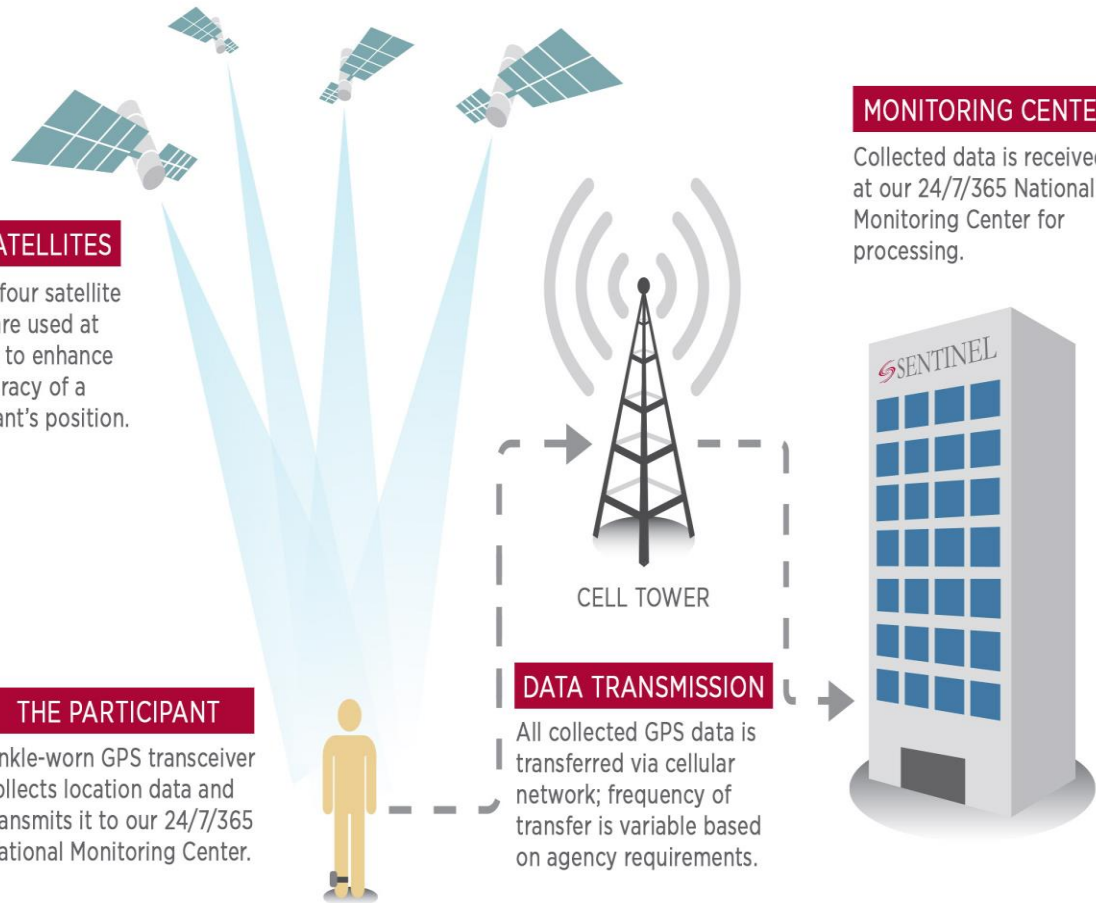 ATELLITES
four satellite
are used at
to enhance
racy of a
ant's position.
THE PARTICIPANT
nkle-worn GPS transceiver
ollects location data and
ansmits it to our 24/7/365
ational Monitoring Center.
CELL TOWER
DATA TRANSMISSION
All collected GPS data is
transferred via cellular
network; frequency of
transfer is variable based
on agency requirements.
MONITORING CENTE
Collected data is received
at our 24/7/365 National
Monitoring Center for
processing.
SENTINEL